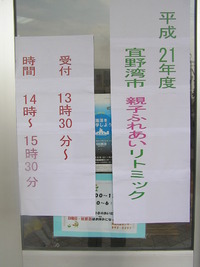 平成21年度
宜野湾市 親子ふれあいリトミック
受付 13時30分~
時間 14時~
15時30分